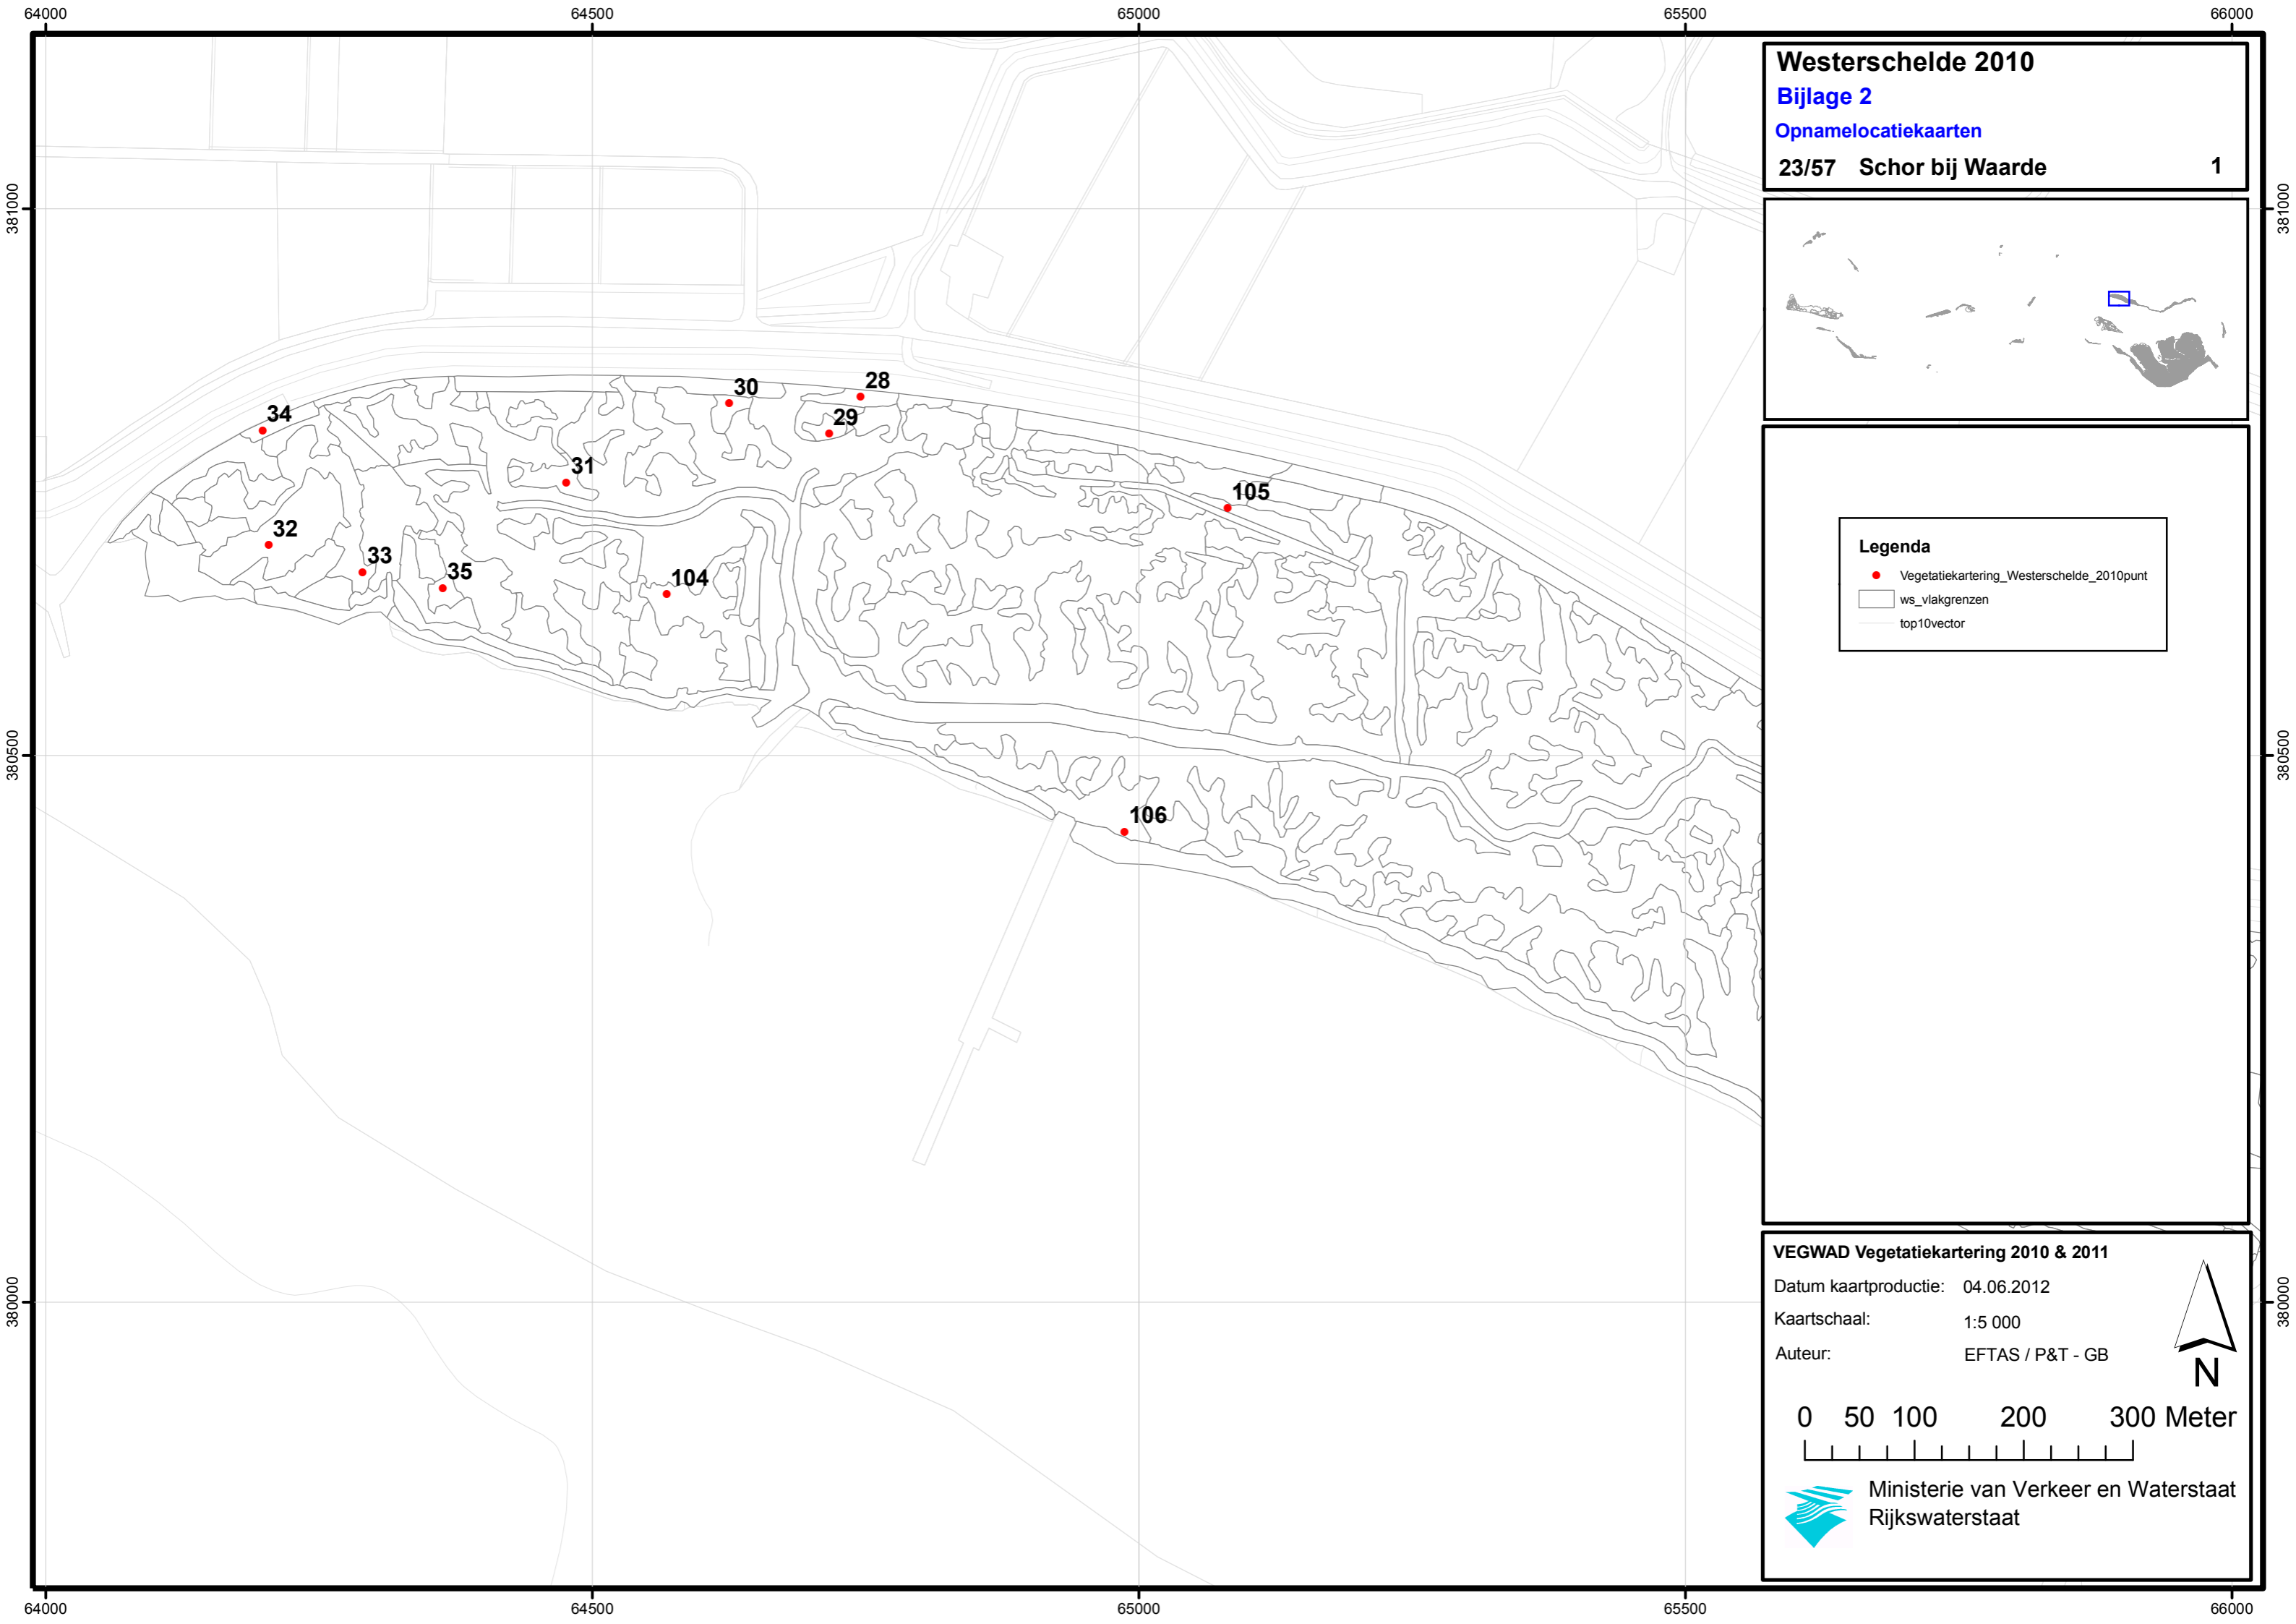 64000 64500 65000 65500 66000
Westerschelde 2010
Bijlage 2
Opnamelocatiekaarten
23/57 Schor bij Waarde 1
381000 381000
30 28
34 29
31
105
32
33 35 104
Legenda
Vegetatiekartering_Westerschelde_2010punt
ws_vlakgrenzen
top10vector
380500 380500
106
VEGWAD Vegetatiekartering 2010 & 2011
Datum kaartproductie: 04.06.2012
Kaartschaal: 1:5 000
Auteur: EFTAS / P&T - GB
N
380000 380000
0 50 100 200 300 Meter
Ministerie van Verkeer en Waterstaat
Rijkswaterstaat
64000 64500 65000 65500 66000